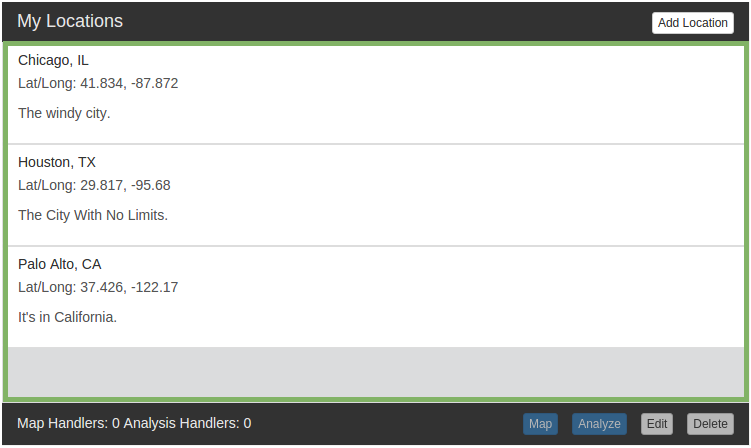 My Locations
Add Location
Chicago, IL
Lat/Long: 41.834, -87.872
The windy city.
Houston, TX
Lat/Long: 29.817, -95.68
The City With No Limits.
Palo Alto, CA
Lat/Long: 37.426, -122.17
It's in California.
Map Handlers: 0 Analysis Handlers: 0
Map
Analyze
Edit
Delete